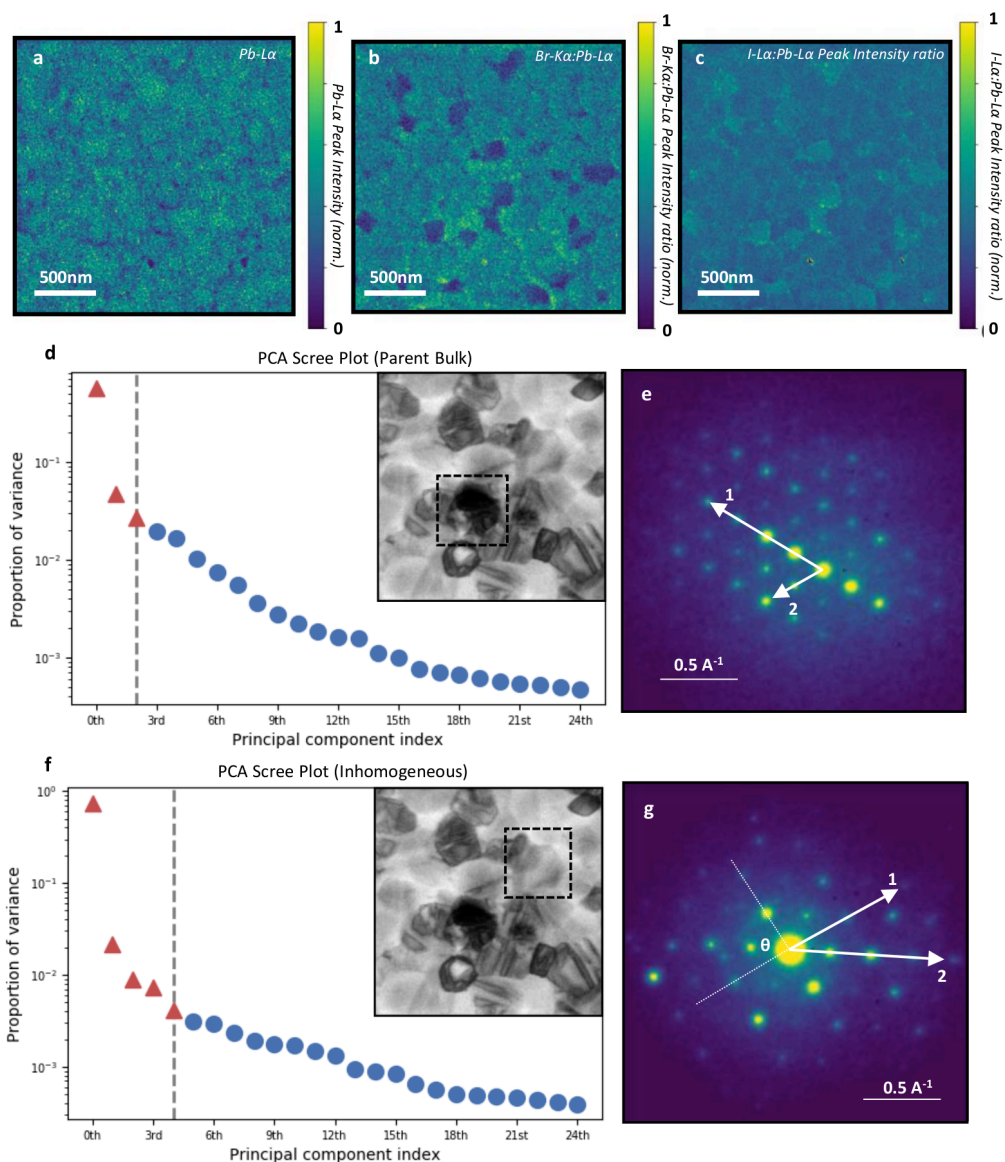 a
Pb-Lα
500nm
1
Pb-Lα Peak Intensity (norm.)
0
b
Br-Kα:Pb-Lα
500nm
1
Br-Kα:Pb-Lα Peak Intensity ratio (norm.)
0
c
I-Lα:Pb-Lα Peak Intensity ratio
500nm
1
I-Lα:Pb-Lα Peak Intensity ratio (norm.)
0
d
PCA Scree Plot (Parent Bulk)
Proportion of variance
10⁻¹
10⁻²
10⁻³
0th 3rd 6th 9th 12th 15th 18th 21st 24th
Principal component index
e
1
2
0.5 A⁻¹
f
PCA Scree Plot (Inhomogeneous)
Proportion of variance
10⁰
10⁻¹
10⁻²
10⁻³
0th 3rd 6th 9th 12th 15th 18th 21st 24th
Principal component index
g
1
θ
2
0.5 A⁻¹